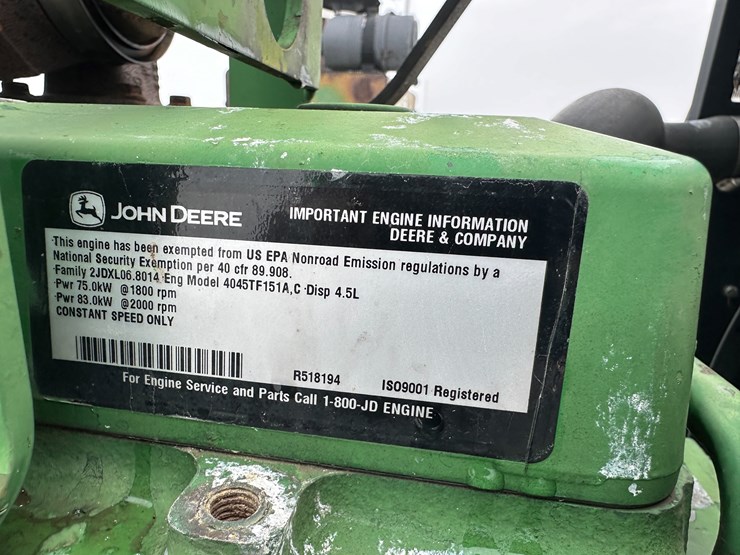 JOHN DEERE
IMPORTANT ENGINE INFORMATION
DEERE & COMPANY
This engine has been exempted from US EPA Nonroad Emission regulations by a
National Security Exemption per 40 cfr 89.908.
Family 2JDXL06.8014 Eng Model 4045TF151A,C Disp 4.5L
Pwr 75.0kW @1800 rpm
Pwr 83.0kW @2000 rpm
CONSTANT SPEED ONLY
R518194 ISO9001 Registered
For Engine Service and Parts Call 1-800-JD ENGINE